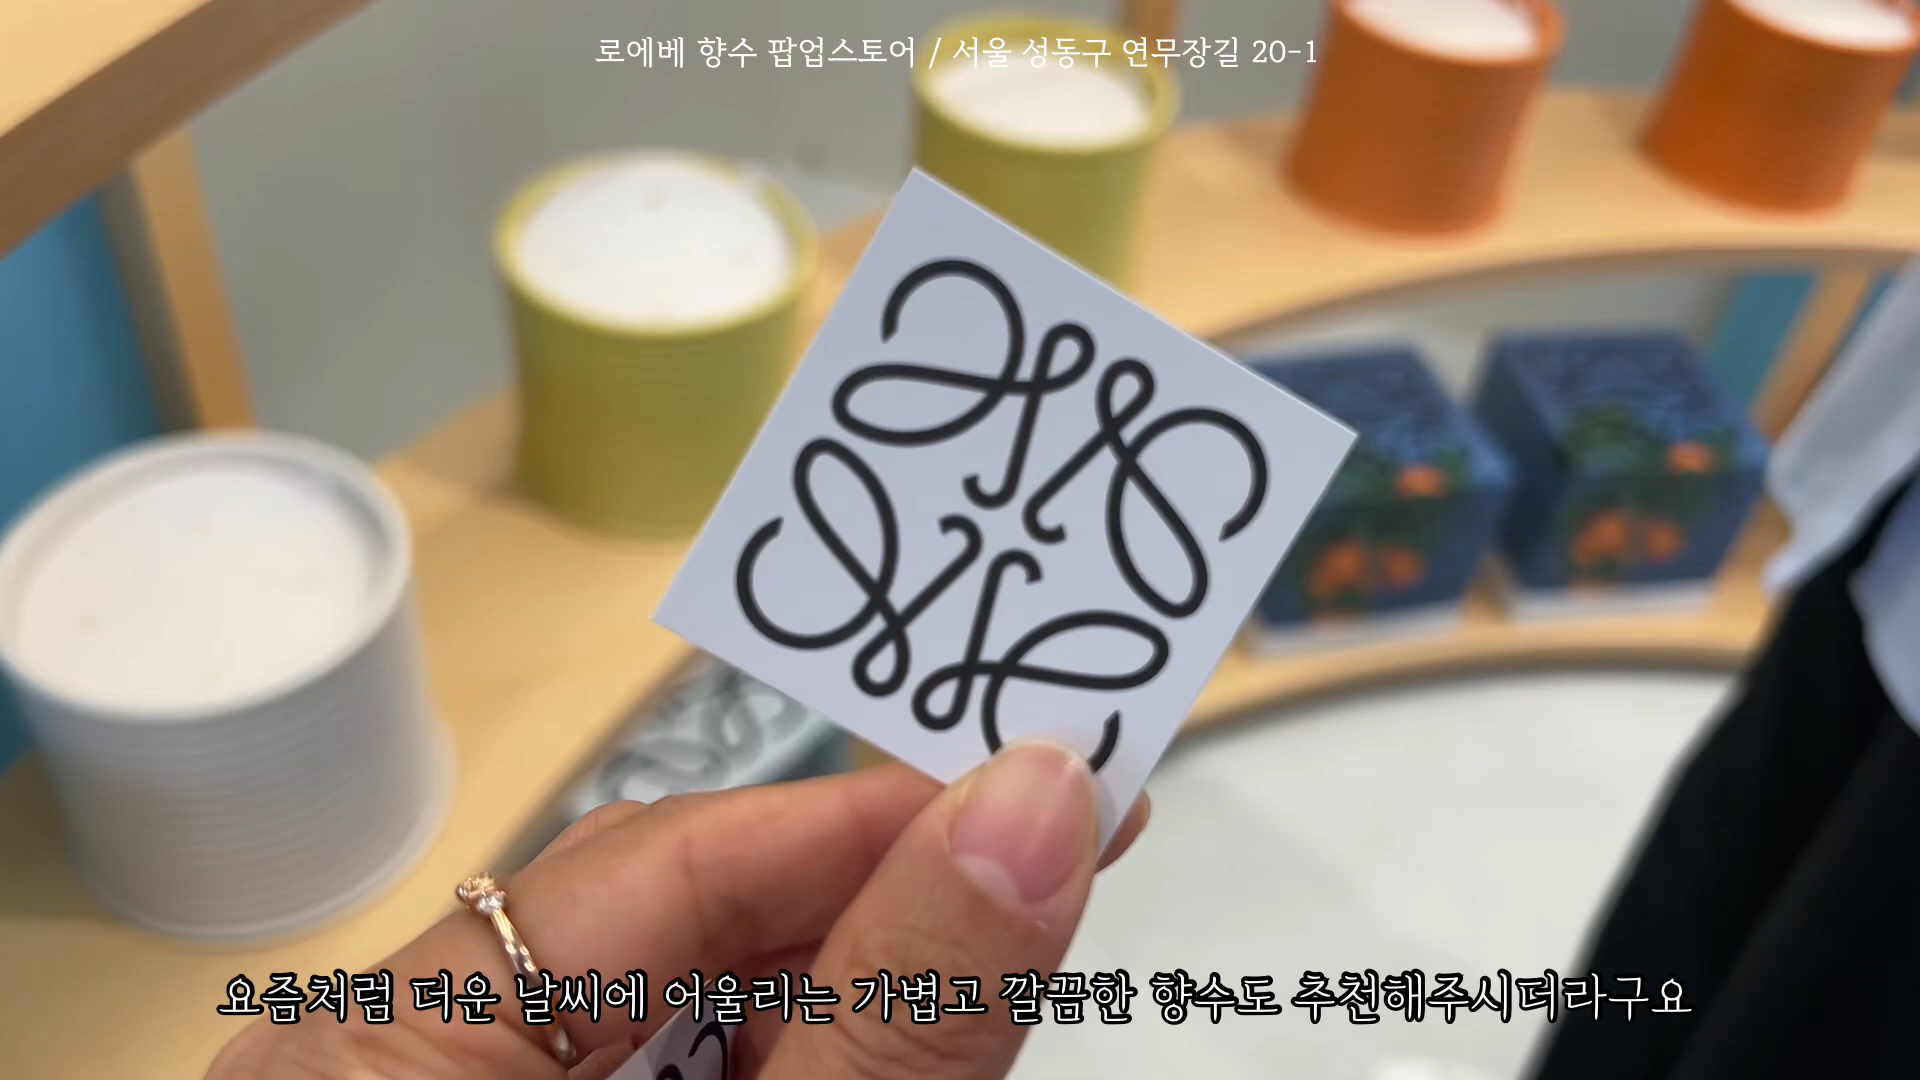 로에베 향수 팝업스토어 / 서울 성동구 연무장길 20-1
요즘처럼 더운 날씨에 어울리는 가볍고 깔끔한 향수도 추천해주시더라구요